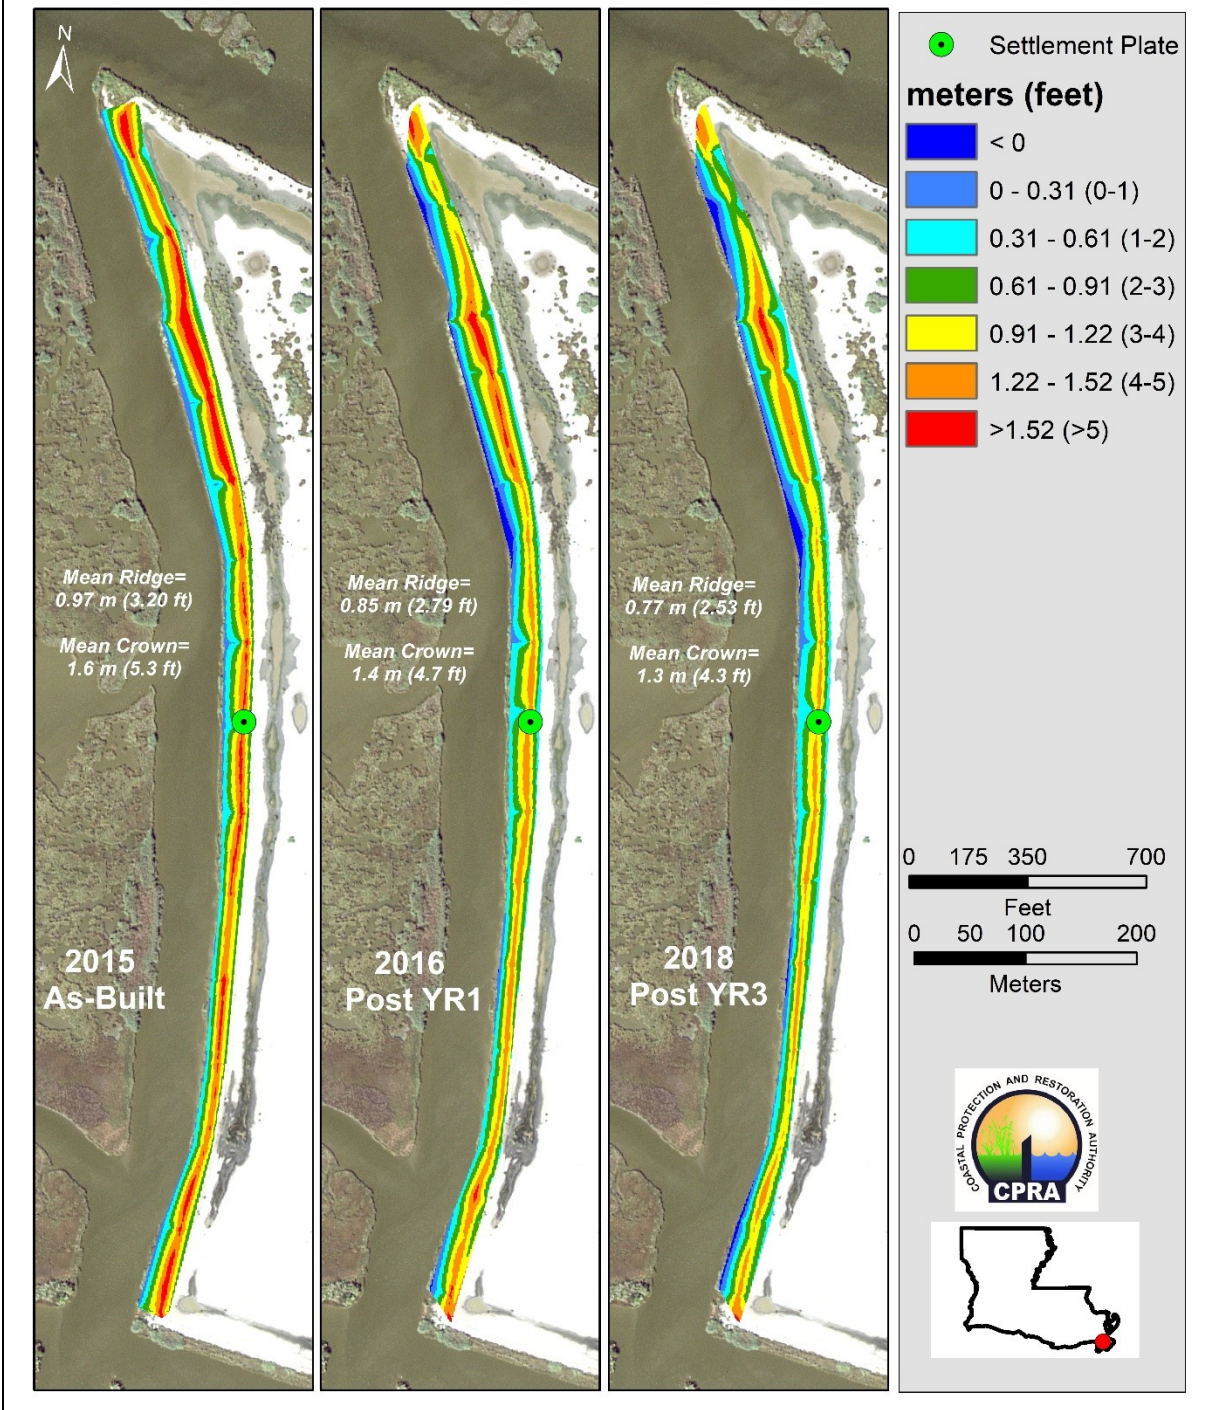 N
Mean Ridge=
0.97 m (3.20 ft)
Mean Crown=
1.6 m (5.3 ft)
2015
As-Built
Mean Ridge=
0.85 m (2.79 ft)
Mean Crown=
1.4 m (4.7 ft)
2016
Post YR1
Mean Ridge=
0.77 m (2.53 ft)
Mean Crown=
1.3 m (4.3 ft)
2018
Post YR3
Settlement Plate
meters (feet)
< 0
0 - 0.31 (0-1)
0.31 - 0.61 (1-2)
0.61 - 0.91 (2-3)
0.91 - 1.22 (3-4)
1.22 - 1.52 (4-5)
>1.52 (>5)
0 175 350 700
Feet
0 50 100 200
Meters
COASTAL PROTECTION AND RESTORATION AUTHORITY
CPRA